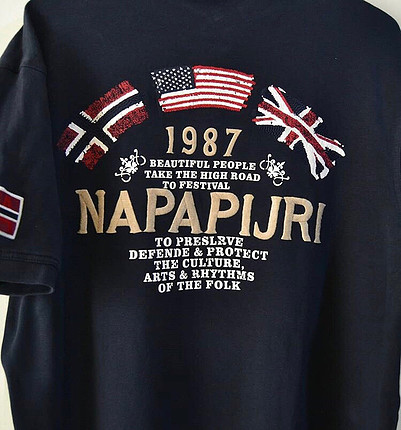 1987
BEAUTIFUL PEOPLE
TAKE THE HIGH ROAD
TO FESTIVAL
NAPAPIJRI
TO PRESLRVE
DEFENDE & PROTECT
THE CULTURE,
ARTS & RHYTHMS
OF THE FOLK